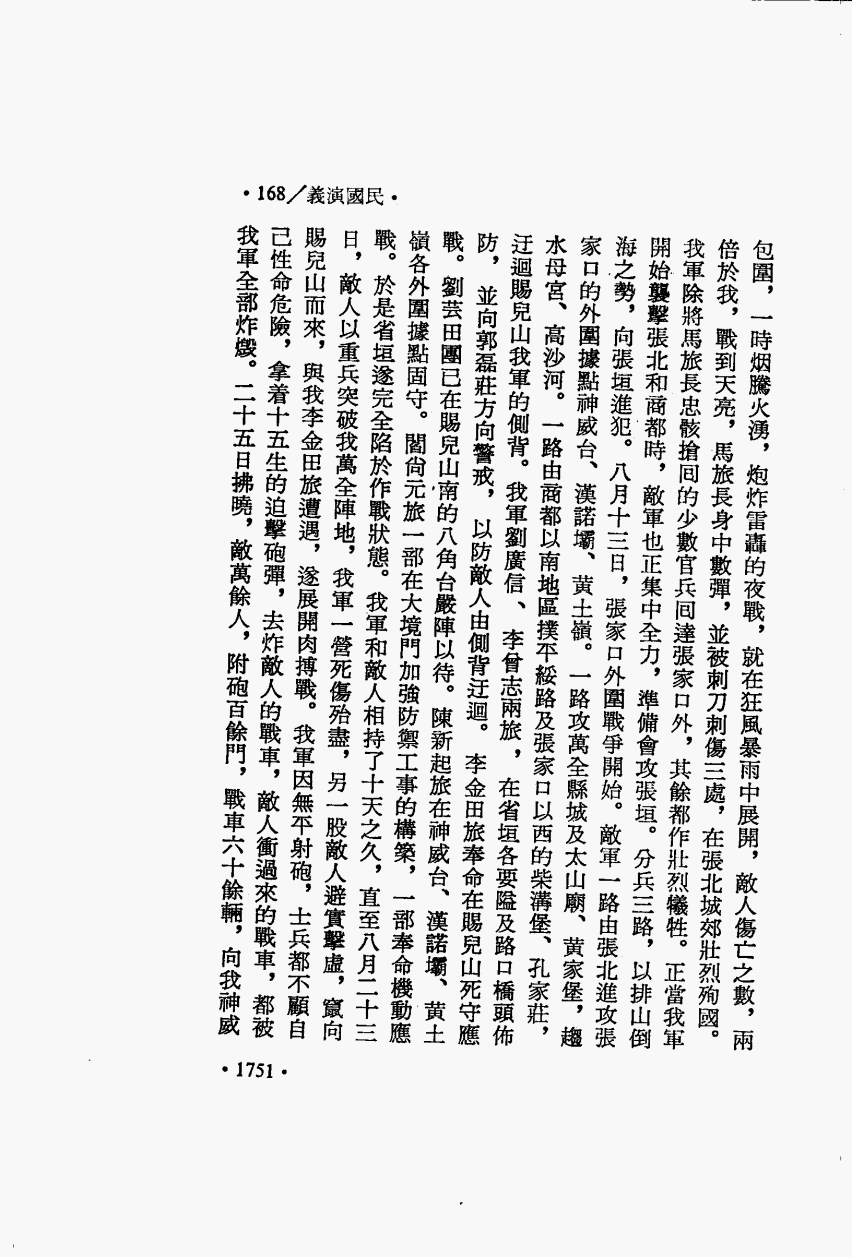 •168／義演國民•
包圍，一時烟騰火湧，炮炸雷轟的夜戰，就在狂風暴雨中展開，敵人傷亡之數，兩
倍於我，戰到天亮，馬旅長身中數彈，並被刺刀刺傷三處，在張北城郊壯烈殉國。
我軍除將馬旅長忠骸搶囘的少數官兵囘達張家口外，其餘都作壯烈犧牲。正當我軍
開始襲擊張北和商都時，敵軍也正集中全力，準備會攻張垣。分兵三路，以排山倒
海之勢，向張垣進犯。八月十三日，張家口外圍戰爭開始。敵軍一路由張北進攻張
家口的外圍據點神威台、漢諾壩、黃土嶺。一路攻萬全縣城及太山廟、黃家堡，趨
水母宮、高沙河。一路由商都以南地區撲平綏路及張家口以西的柴溝堡、孔家莊，
迂迴賜兒山我軍的側背。我軍劉廣信、李曾志兩旅，在省垣各要隘及路口橋頭佈
防，並向郭磊莊方向警戒，以防敵人由側背迂迴。李金田旅奉命在賜兒山死守應
戰。劉芸田團已在賜兒山南的八角台嚴陣以待。陳新起旅在神威台、漢諾壩、黃土
嶺各外圍據點固守。閻尙元旅一部在大境門加強防禦工事的構築，一部奉命機動應
戰。於是省垣遂完全陷於作戰狀態。我軍和敵人相持了十天之久，直至八月二十三
日，敵人以重兵突破我萬全陣地，我軍一營死傷殆盡，另一股敵人避實擊虛，竄向
賜兒山而來，與我李金田旅遭遇，遂展開肉搏戰。我軍因無平射砲，士兵都不顧自
己性命危險，拿着十五生的迫擊砲彈，去炸敵人的戰車，敵人衝過來的戰車，都被
我軍全部炸燬。二十五日拂曉，敵萬餘人，附砲百餘門，戰車六十餘輛，向我神威
•1751•